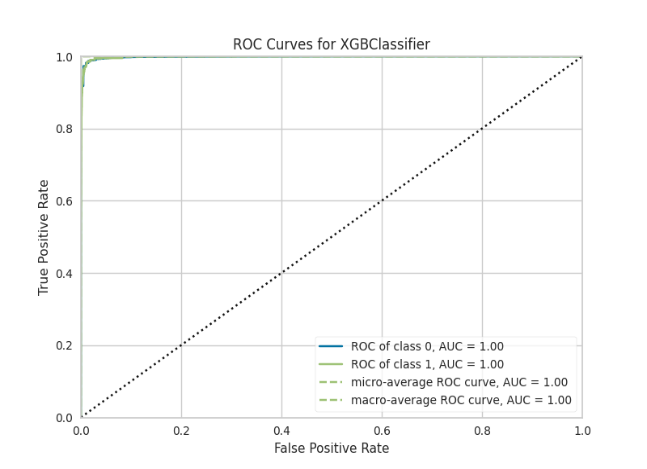 ROC Curves for XGBClassifier
1.0
0.8
0.6
0.4
0.2
0.0
True Positive Rate
ROC of class 0, AUC = 1.00
ROC of class 1, AUC = 1.00
micro-average ROC curve, AUC = 1.00
macro-average ROC curve, AUC = 1.00
0.0 0.2 0.4 0.6 0.8 1.0
False Positive Rate